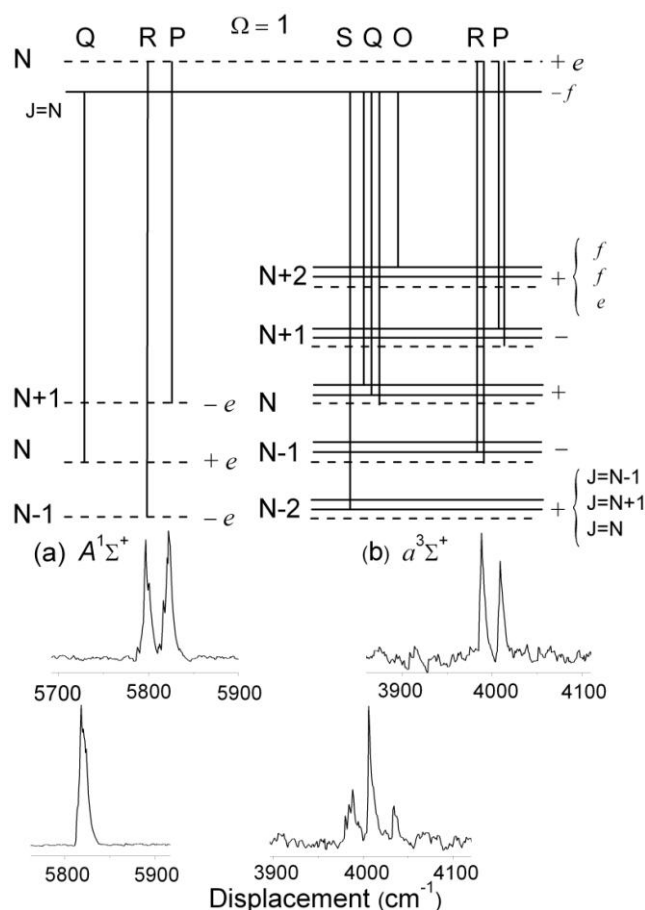 Q R P Ω = 1 S Q O R P
N + e
J=N – f
N+2 + { f
f
e
N+1 –
N+1 – e N +
N + e N-1 –
N-1 – e N-2 + { J=N-1
J=N+1
J=N
(a) A¹Σ⁺ (b) a³Σ⁺
5700 5800 5900 3900 4000 4100
5800 5900 3900 4000 4100
Displacement (cm⁻¹)